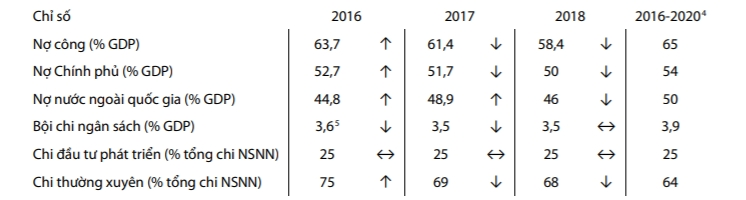 Chỉ số 2016 2017 2018 2016-2020⁴
Nợ công (% GDP) 63,7 ↑ 61,4 ↓ 58,4 ↓ 65
Nợ Chính phủ (% GDP) 52,7 ↑ 51,7 ↓ 50 ↓ 54
Nợ nước ngoài quốc gia (% GDP) 44,8 ↑ 48,9 ↑ 46 ↓ 50
Bội chi ngân sách (% GDP) 3,6⁵ ↓ 3,5 ↓ 3,5 ↔ 3,9
Chi đầu tư phát triển (% tổng chi NSNN) 25 ↔ 25 ↔ 25 ↔ 25
Chi thường xuyên (% tổng chi NSNN) 75 ↑ 69 ↓ 68 ↓ 64